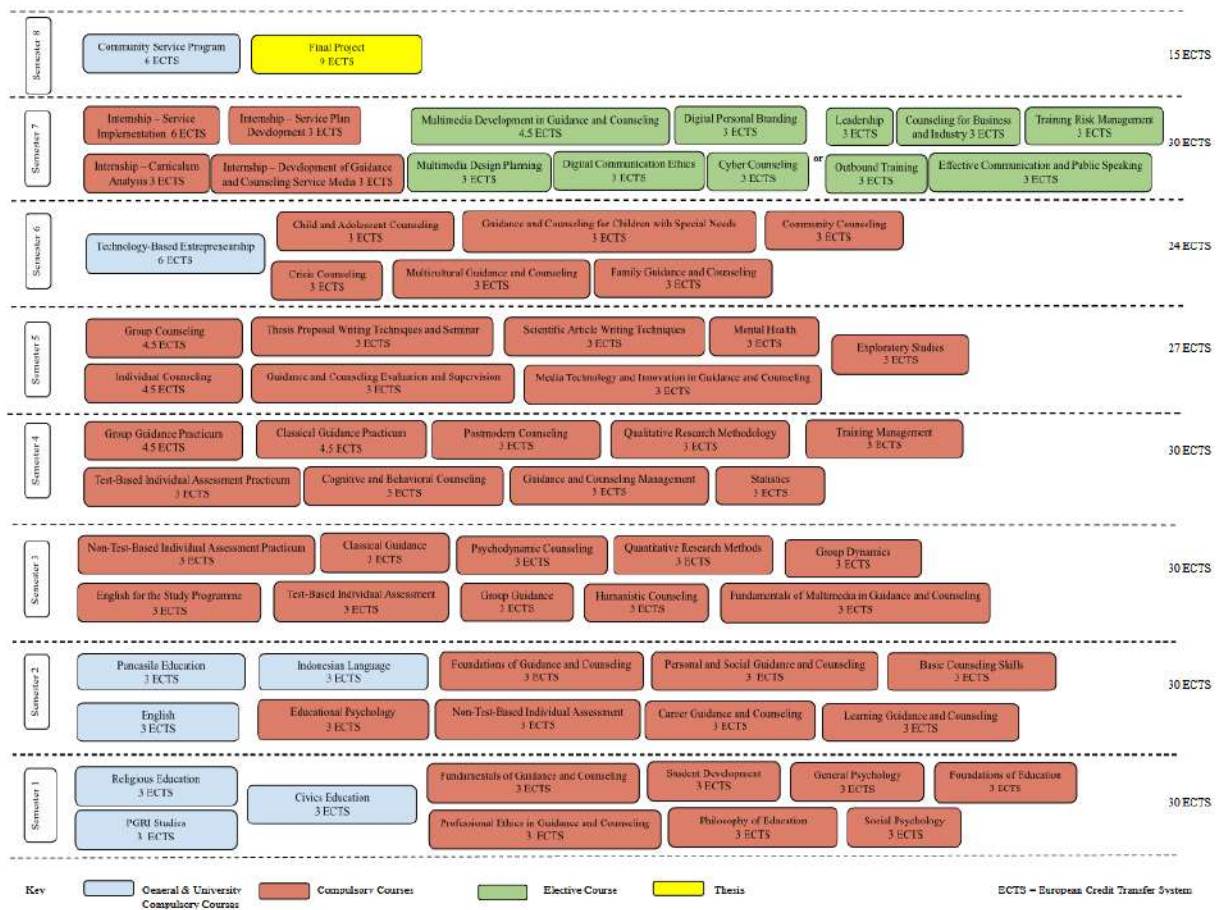 Semester 8
Community Service Program
6 ECTS
Final Project
9 ECTS
15 ECTS
Semester 7
Internship – Service
Implementation 6 ECTS
Internship – Service Plan
Development 3 ECTS
Multimedia Development in Guidance and Counseling
4.5 ECTS
Digital Personal Branding
3 ECTS
Leadership
3 ECTS
Counseling for Business
and Industry 3 ECTS
Training Risk Management
3 ECTS
30 ECTS
Internship – Curriculum
Analysis 3 ECTS
Internship – Development of Guidance
and Counseling Service Media 3 ECTS
Multimedia Design Planning
3 ECTS
Digital Communication Ethics
3 ECTS
Cyber Counseling
3 ECTS
or
Outbound Training
3 ECTS
Effective Communication and Public Speaking
3 ECTS
Semester 6
Technology-Based Entrepreneurship
6 ECTS
Child and Adolescent Counseling
3 ECTS
Guidance and Counseling for Children with Special Needs
3 ECTS
Community Counseling
3 ECTS
24 ECTS
Crisis Counseling
3 ECTS
Multicultural Guidance and Counseling
3 ECTS
Family Guidance and Counseling
3 ECTS
Semester 5
Group Counseling
4.5 ECTS
Thesis Proposal Writing Techniques and Seminar
3 ECTS
Scientific Article Writing Techniques
3 ECTS
Mental Health
3 ECTS
Exploratory Studies
3 ECTS
27 ECTS
Individual Counseling
4.5 ECTS
Guidance and Counseling Evaluation and Supervision
3 ECTS
Media Technology and Innovation in Guidance and Counseling
3 ECTS
Semester 4
Group Guidance Practicum
4.5 ECTS
Classical Guidance Practicum
4.5 ECTS
Postmodern Counseling
3 ECTS
Qualitative Research Methodology
3 ECTS
Training Management
3 ECTS
30 ECTS
Test-Based Individual Assessment Practicum
3 ECTS
Cognitive and Behavioral Counseling
3 ECTS
Guidance and Counseling Management
3 ECTS
Statistics
3 ECTS
Semester 3
Non-Test-Based Individual Assessment Practicum
3 ECTS
Classical Guidance
3 ECTS
Psychodynamic Counseling
3 ECTS
Quantitative Research Methods
3 ECTS
Group Dynamics
3 ECTS
30 ECTS
English for the Study Programme
3 ECTS
Test-Based Individual Assessment
3 ECTS
Group Guidance
3 ECTS
Humanistic Counseling
3 ECTS
Fundamentals of Multimedia in Guidance and Counseling
3 ECTS
Semester 2
Pancasila Education
3 ECTS
Indonesian Language
3 ECTS
Foundations of Guidance and Counseling
3 ECTS
Personal and Social Guidance and Counseling
3 ECTS
Basic Counseling Skills
3 ECTS
30 ECTS
English
3 ECTS
Educational Psychology
3 ECTS
Non-Test-Based Individual Assessment
3 ECTS
Career Guidance and Counseling
3 ECTS
Learning Guidance and Counseling
3 ECTS
Semester 1
Religious Education
3 ECTS
Civics Education
3 ECTS
Fundamentals of Guidance and Counseling
3 ECTS
Student Development
3 ECTS
General Psychology
3 ECTS
Foundations of Education
3 ECTS
30 ECTS
PGRI Studies
3 ECTS
Professional Ethics in Guidance and Counseling
3 ECTS
Philosophy of Education
3 ECTS
Social Psychology
3 ECTS
Key
General & University
Compulsory Courses
Compulsory Courses
Elective Course
Thesis
ECTS = European Credit Transfer System